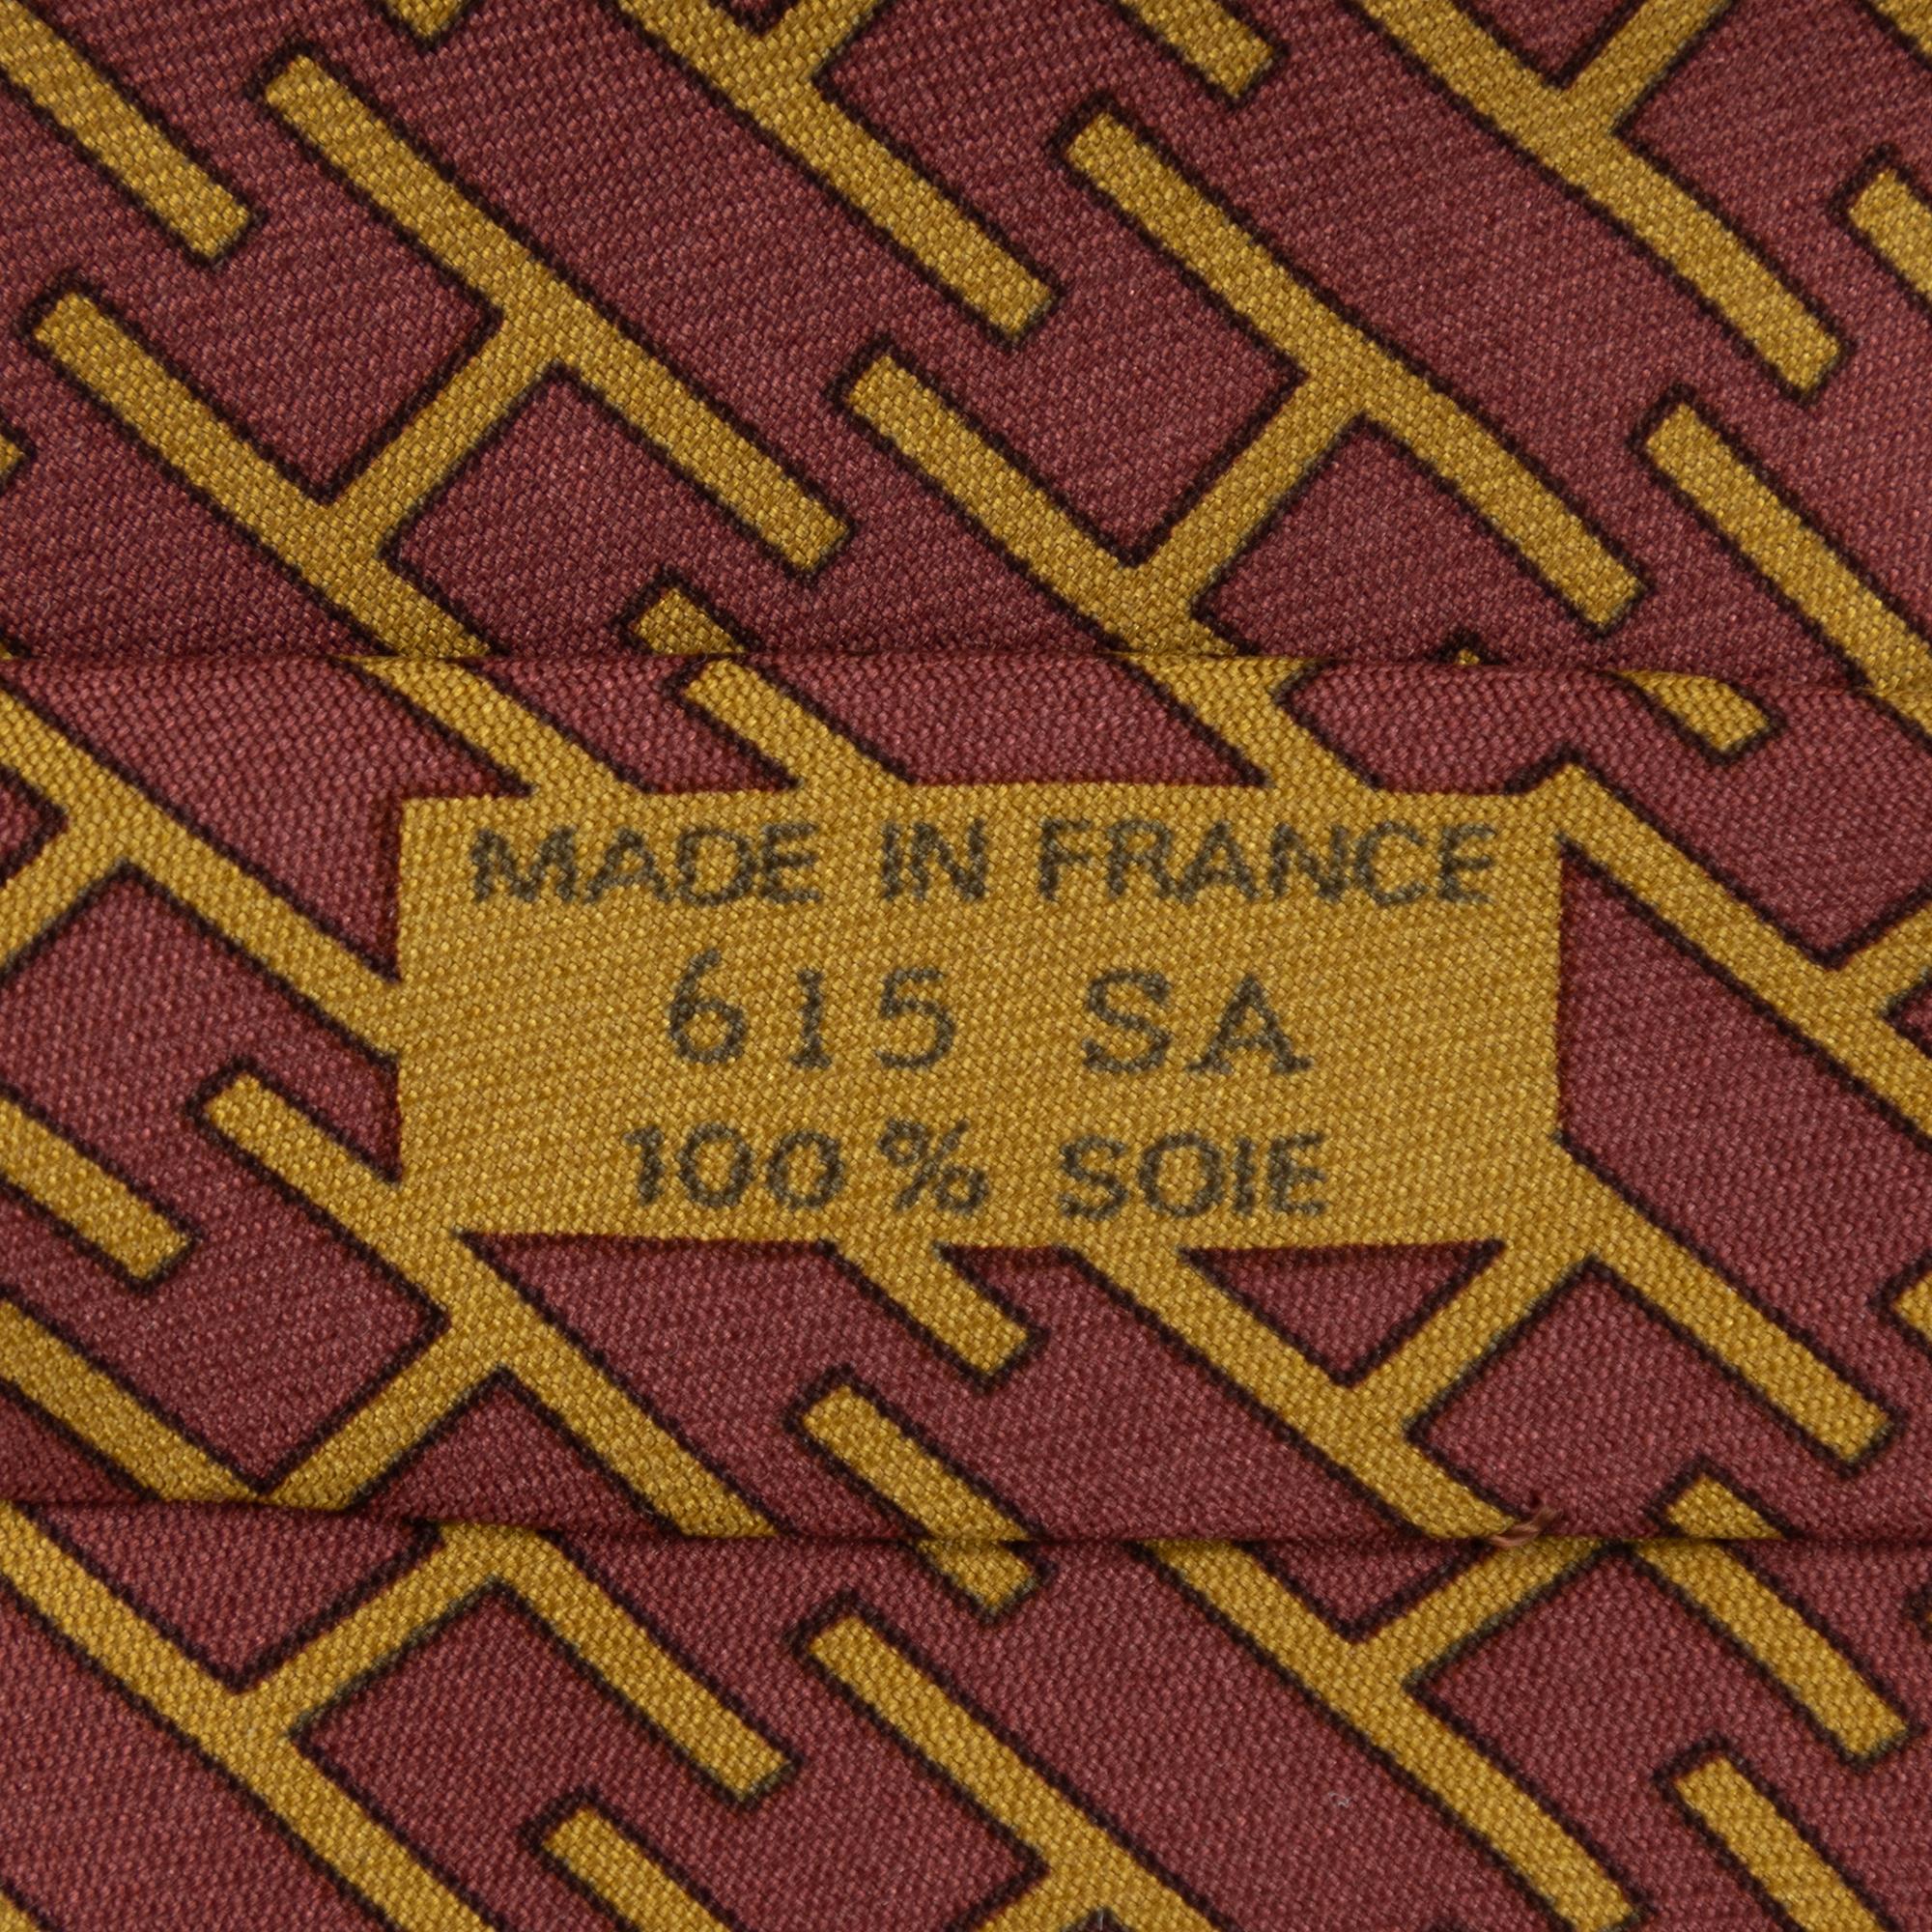 MADE IN FRANCE
615 SA
100% SOIE